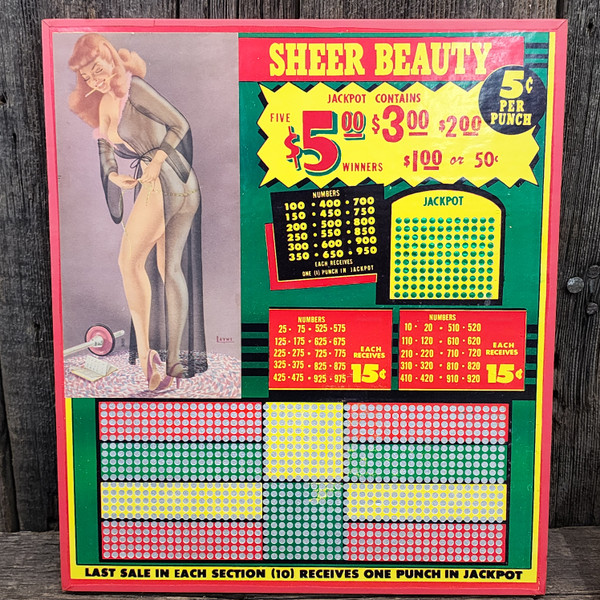 SHEER BEAUTY
5¢
PER
PUNCH
JACKPOT CONTAINS
FIVE $5.00 $3.00 $2.00
WINNERS $1.00 or 50¢
NUMBERS
100 · 400 · 700
150 · 450 · 750
200 · 500 · 800
250 · 550 · 850
300 · 600 · 900
350 · 650 · 950
EACH RECEIVES
ONE (1) PUNCH IN JACKPOT
JACKPOT
NUMBERS
25 · 75 · 525 · 575
125 · 175 · 625 · 675
225 · 275 · 725 · 775
325 · 375 · 825 · 875
425 · 475 · 925 · 975
EACH
RECEIVES
15¢
NUMBERS
10 · 20 · 510 · 520
110 · 120 · 610 · 620
210 · 220 · 710 · 720
310 · 320 · 810 · 820
410 · 420 · 910 · 920
EACH
RECEIVES
15¢
LAST SALE IN EACH SECTION (10) RECEIVES ONE PUNCH IN JACKPOT